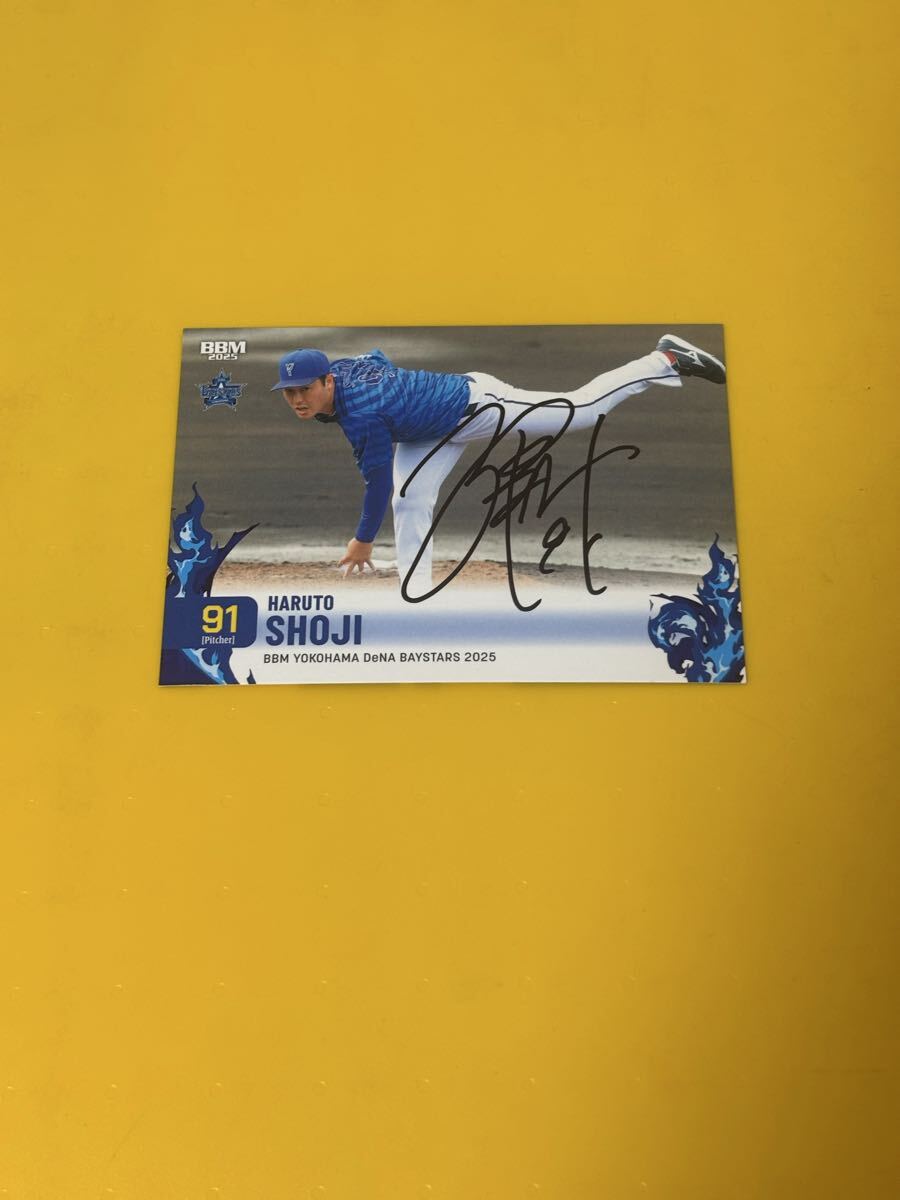 BBM
2025
91
[Pitcher]
HARUTO
SHOJI
BBM YOKOHAMA DeNA BAYSTARS 2025